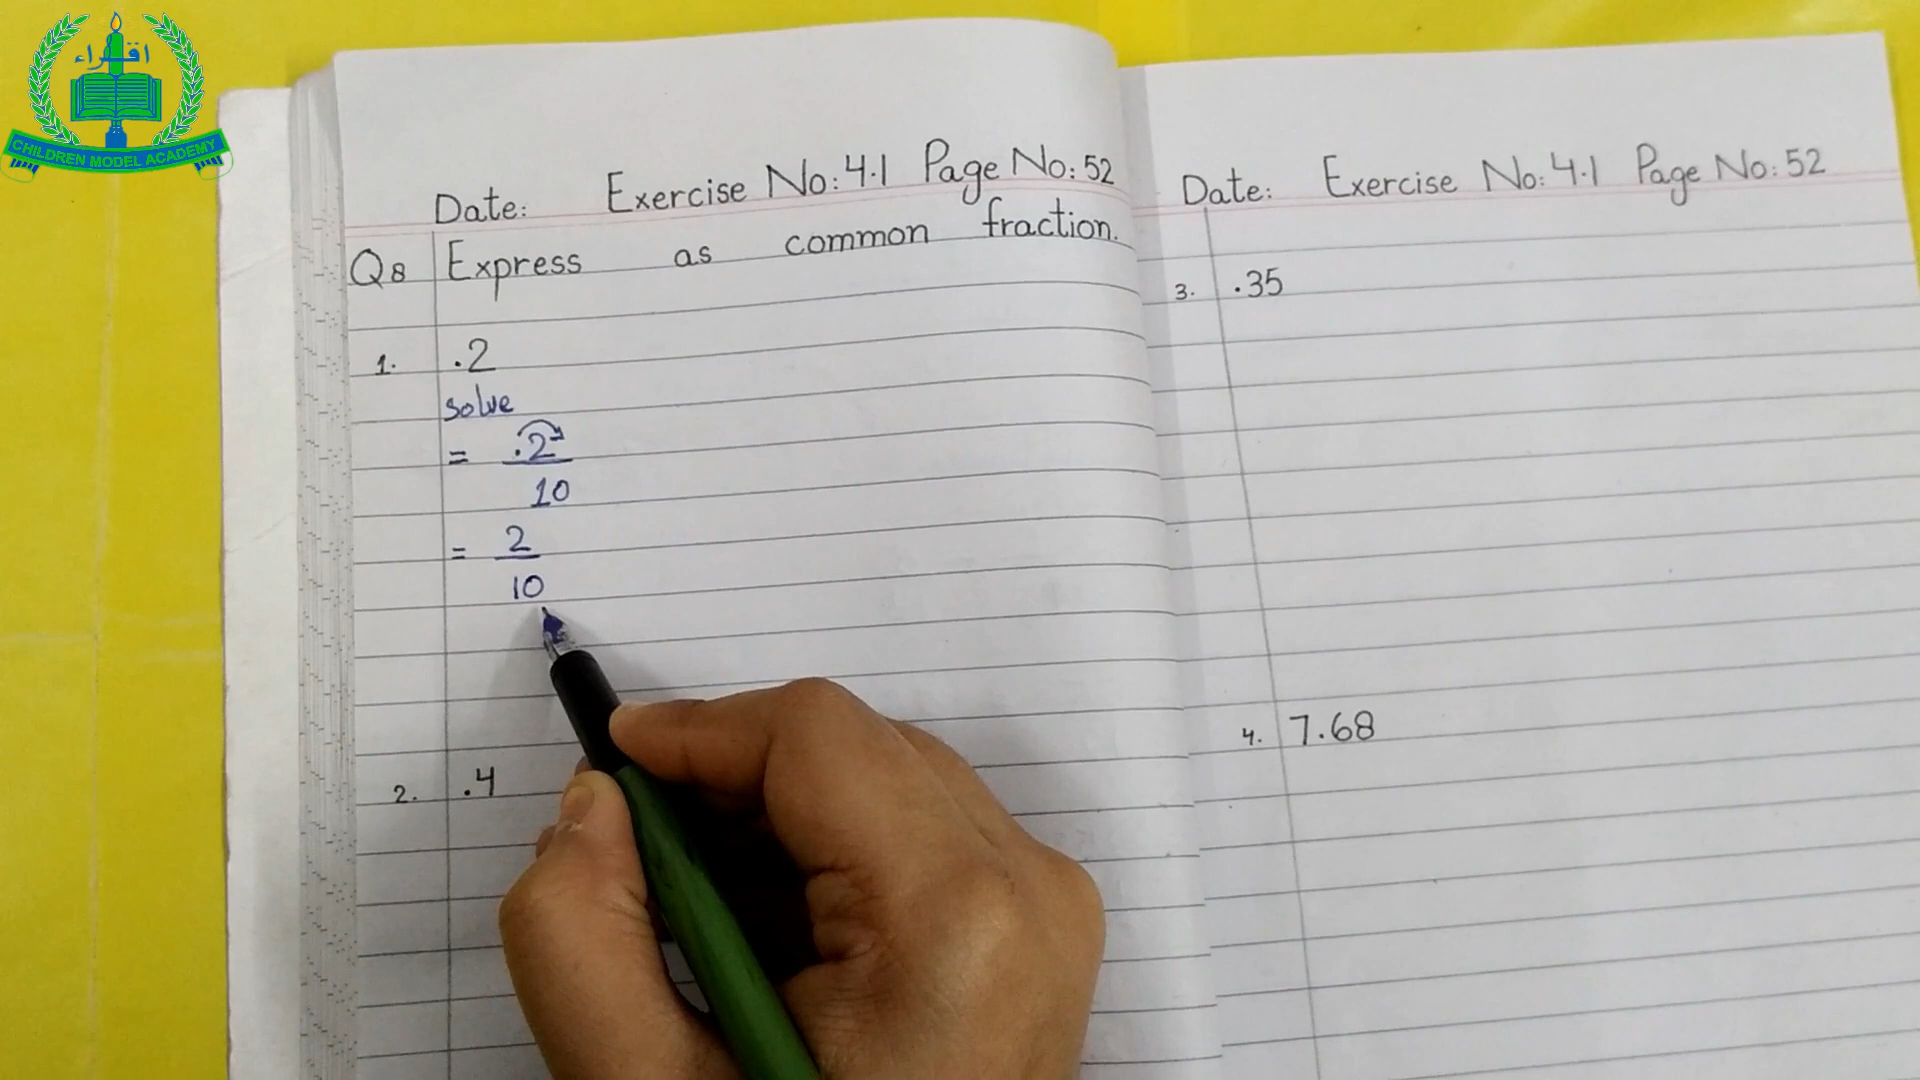 اقراء
CHILDREN MODEL ACADEMY
Date: Exercise No: 4.1 Page No: 52
Q8 Express as common fraction.
1. .2
solve
= .2
10
= 2
10
2. .4
Date: Exercise No: 4.1 Page No: 52
3. .35
4. 7.68